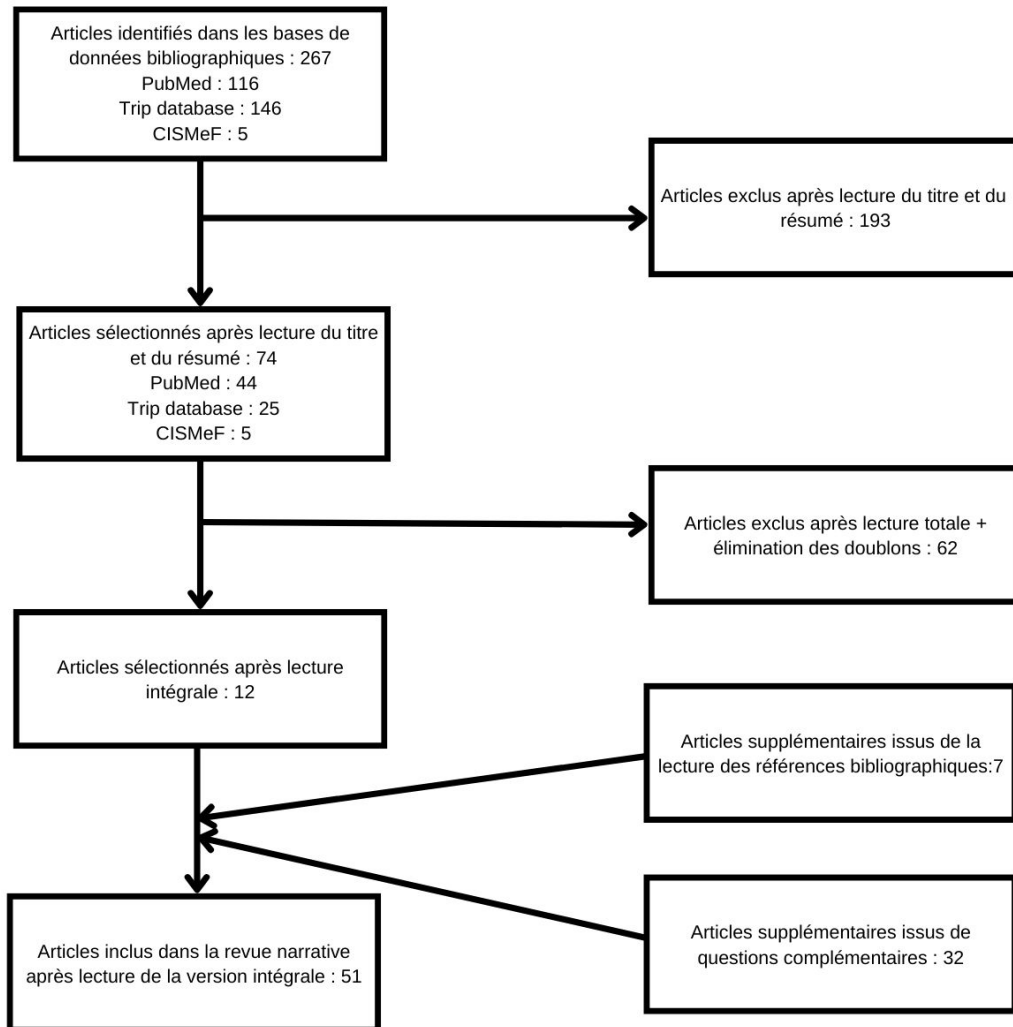 Articles identifiés dans les bases de
données bibliographiques : 267
PubMed : 116
Trip database : 146
CISMeF : 5
Articles exclus après lecture du titre et du
résumé : 193
Articles sélectionnés après lecture du titre
et du résumé : 74
PubMed : 44
Trip database : 25
CISMeF : 5
Articles exclus après lecture totale +
élimination des doublons : 62
Articles sélectionnés après lecture
intégrale : 12
Articles supplémentaires issus de la
lecture des références bibliographiques:7
Articles supplémentaires issus de
questions complémentaires : 32
Articles inclus dans la revue narrative
après lecture de la version intégrale : 51